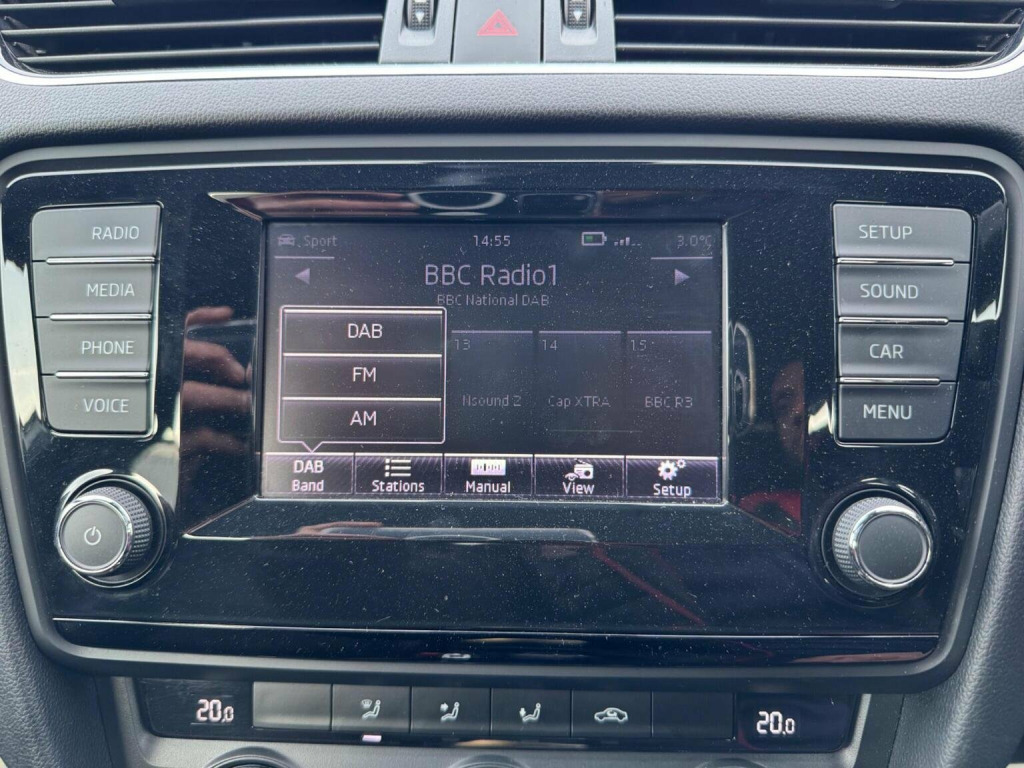 RADIO
MEDIA
PHONE
VOICE
Sport
14:55
3.0°C
BBC Radio1
BBC National DAB
DAB
FM
AM
13
14
15
Nsound 2
Cap XTRA
BBC R3
DAB
Band
Stations
Manual
View
Setup
SETUP
SOUND
CAR
MENU
20.0
20.0